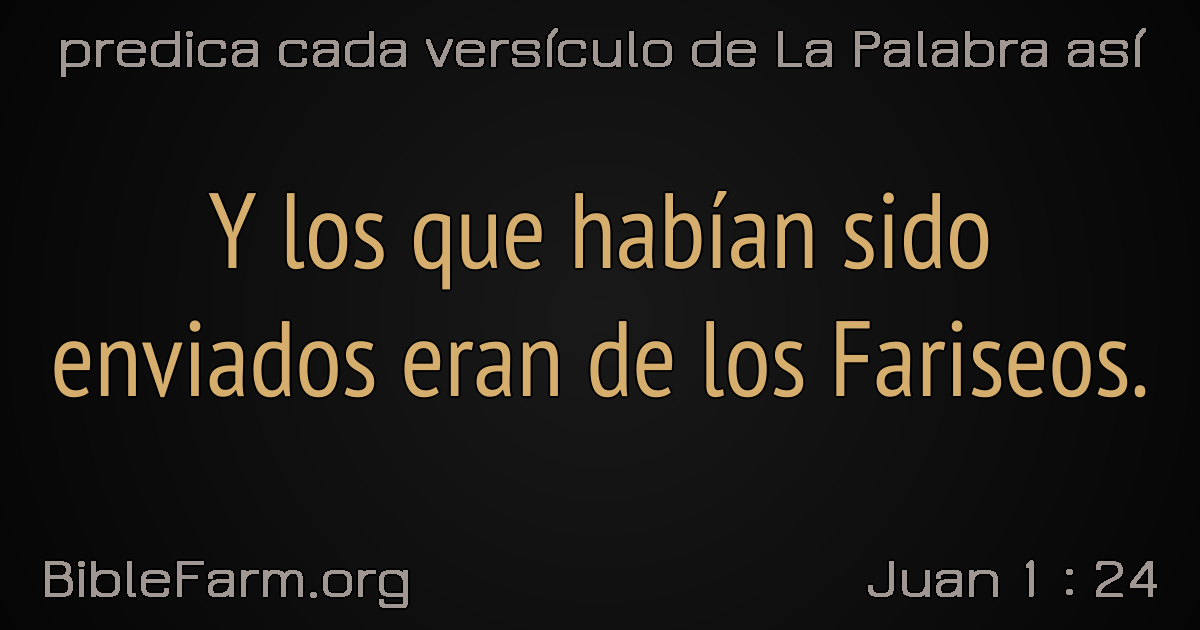 predica cada versículo de La Palabra así
Y los que habían sido
enviados eran de los Fariseos.
BibleFarm.org
Juan 1 : 24